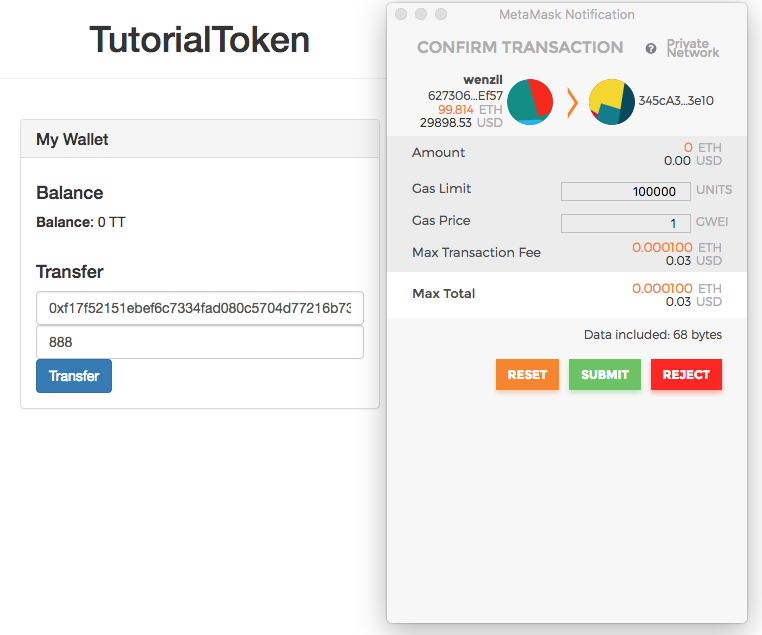 TutorialToken
My Wallet
Balance
Balance: 0 TT
Transfer
0xf17f52151ebef6c7334fad080c5704d77216b73
888
Transfer
MetaMask Notification
CONFIRM TRANSACTION
? Private Network
wenzil
627306...Ef57
99.814 ETH
29898.53 USD
345cA3...3e10
Amount 0 ETH
0.00 USD
Gas Limit 100000 UNITS
Gas Price 1 GWEI
Max Transaction Fee 0.000100 ETH
0.03 USD
Max Total 0.000100 ETH
0.03 USD
Data included: 68 bytes
RESET SUBMIT REJECT